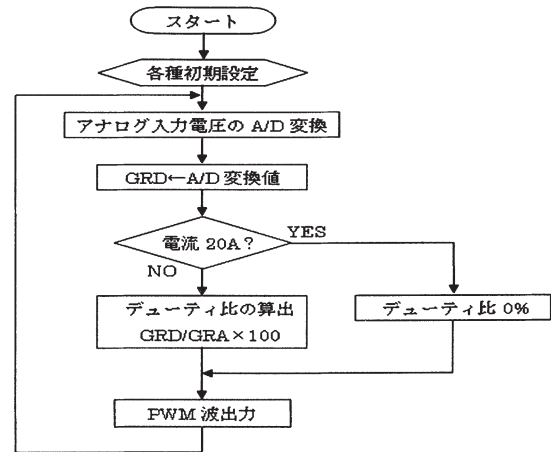 スタート
各種初期設定
アナログ入力電圧の A/D 変換
GRD←A/D 変換値
電流 20A？
YES
NO
デューティ比の算出
GRD/GRA×100
デューティ比 0%
PWM 波出力